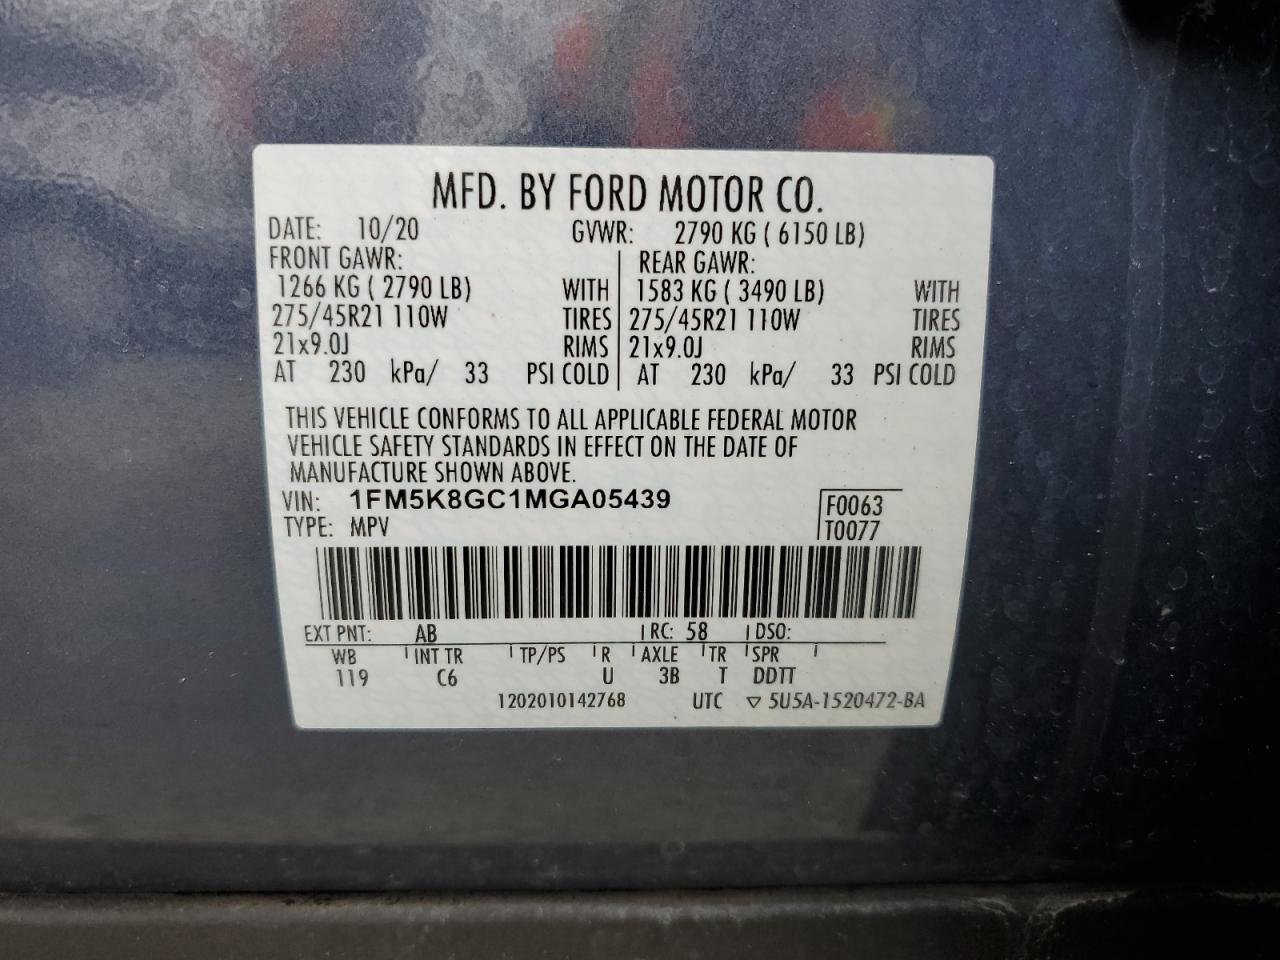 MFD. BY FORD MOTOR CO.
DATE: 10/20 GVWR: 2790 KG ( 6150 LB)
FRONT GAWR: REAR GAWR:
1266 KG ( 2790 LB) WITH 1583 KG ( 3490 LB) WITH
275/45R21 110W TIRES 275/45R21 110W TIRES
21x9.0J RIMS 21x9.0J RIMS
AT 230 kPa/ 33 PSI COLD AT 230 kPa/ 33 PSI COLD
THIS VEHICLE CONFORMS TO ALL APPLICABLE FEDERAL MOTOR
VEHICLE SAFETY STANDARDS IN EFFECT ON THE DATE OF
MANUFACTURE SHOWN ABOVE.
VIN: 1FM5K8GC1MGA05439 F0063
TYPE: MPV T0077
EXT PNT: AB RC: 58 DSO:
WB INT TR TP/PS R AXLE TR SPR
119 C6 U 3B T DDTT
1202010142768 UTC ▽ 5U5A-1520472-BA